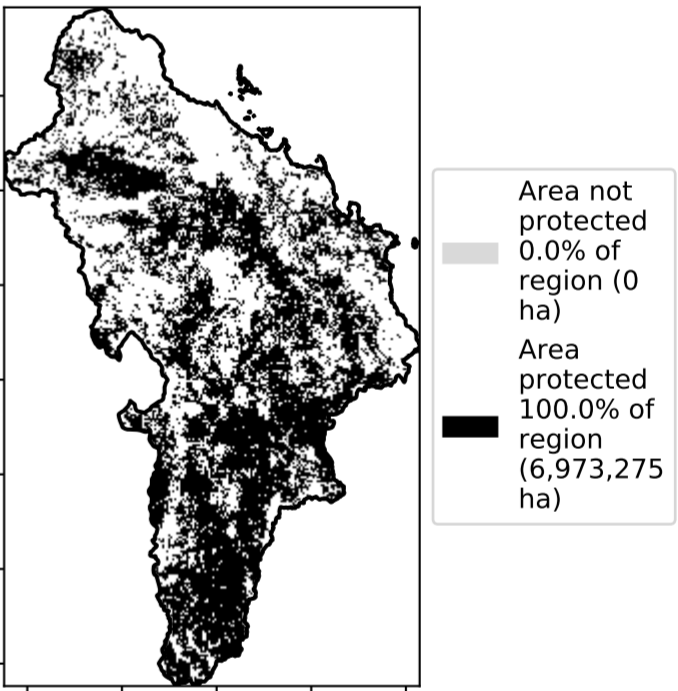 Area not
protected
0.0% of
region (0
ha)
Area
protected
100.0% of
region
(6,973,275
ha)